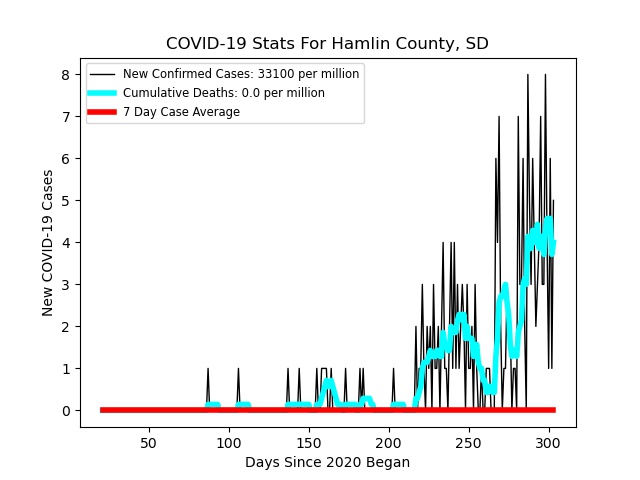 COVID-19 Stats For Hamlin County, SD
New Confirmed Cases: 33100 per million
Cumulative Deaths: 0.0 per million
7 Day Case Average
New COVID-19 Cases
8
7
6
5
4
3
2
1
0
50 100 150 200 250 300
Days Since 2020 Began